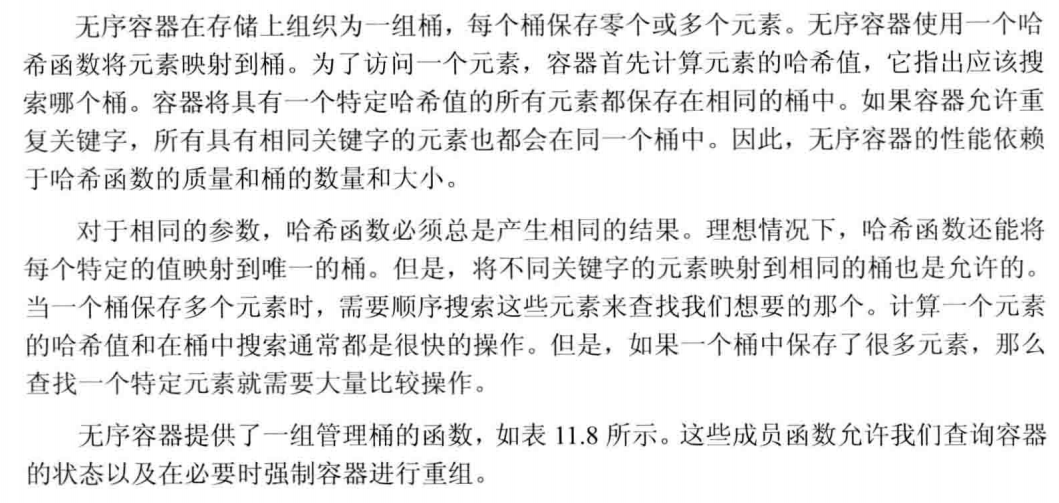 无序容器在存储上组织为一组桶，每个桶保存零个或多个元素。无序容器使用一个哈
希函数将元素映射到桶。为了访问一个元素，容器首先计算元素的哈希值，它指出应该搜
索哪个桶。容器将具有一个特定哈希值的所有元素都保存在相同的桶中。如果容器允许重
复关键字，所有具有相同关键字的元素也都会在同一个桶中。因此，无序容器的性能依赖
于哈希函数的质量和桶的数量和大小。
对于相同的参数，哈希函数必须总是产生相同的结果。理想情况下，哈希函数还能将
每个特定的值映射到唯一的桶。但是，将不同关键字的元素映射到相同的桶也是允许的。
当一个桶保存多个元素时，需要顺序搜索这些元素来查找我们想要的那个。计算一个元素
的哈希值和在桶中搜索通常都是很快的操作。但是，如果一个桶中保存了很多元素，那么
查找一个特定元素就需要大量比较操作。
无序容器提供了一组管理桶的函数，如表 11.8 所示。这些成员函数允许我们查询容器
的状态以及在必要时强制容器进行重组。